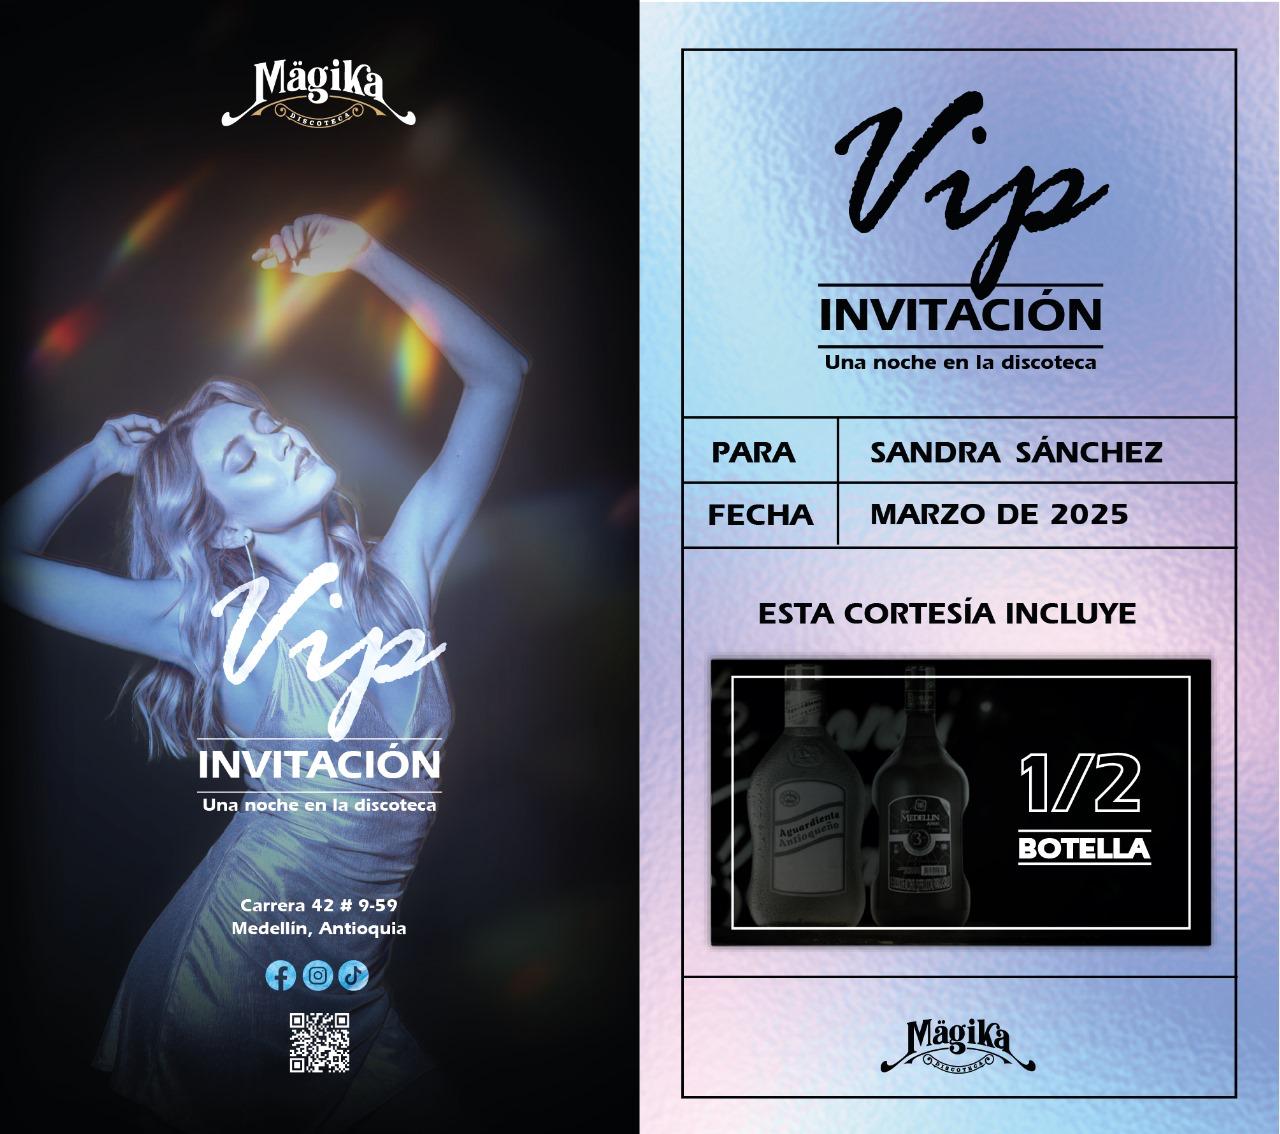 Mägika
DISCOTECA
Vip
INVITACIÓN
Una noche en la discoteca
Carrera 42 # 9-59
Medellín, Antioquia
Vip
INVITACIÓN
Una noche en la discoteca
PARA SANDRA SÁNCHEZ
FECHA MARZO DE 2025
ESTA CORTESÍA INCLUYE
Aguardiente
Antioqueño
MEDELLIN
3
1/2
BOTELLA
Mägika
DISCOTECA